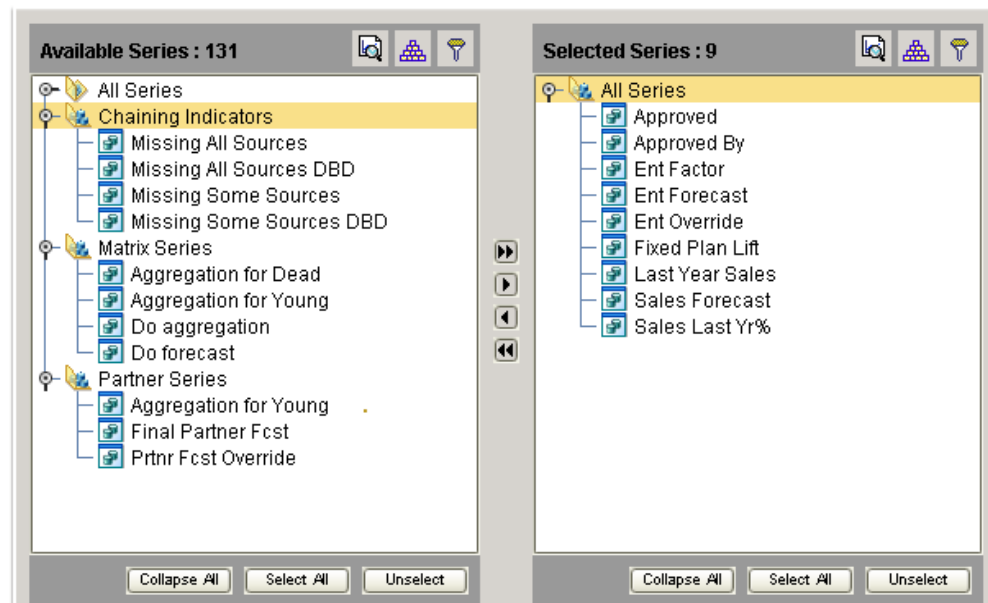 Available Series : 131
All Series
Chaining Indicators
Missing All Sources
Missing All Sources DBD
Missing Some Sources
Missing Some Sources DBD
Matrix Series
Aggregation for Dead
Aggregation for Young
Do aggregation
Do forecast
Partner Series
Aggregation for Young
Final Partner Fcst
Prtnr Fcst Override
Collapse All
Select All
Unselect
Selected Series : 9
All Series
Approved
Approved By
Ent Factor
Ent Forecast
Ent Override
Fixed Plan Lift
Last Year Sales
Sales Forecast
Sales Last Yr%
Collapse All
Select All
Unselect